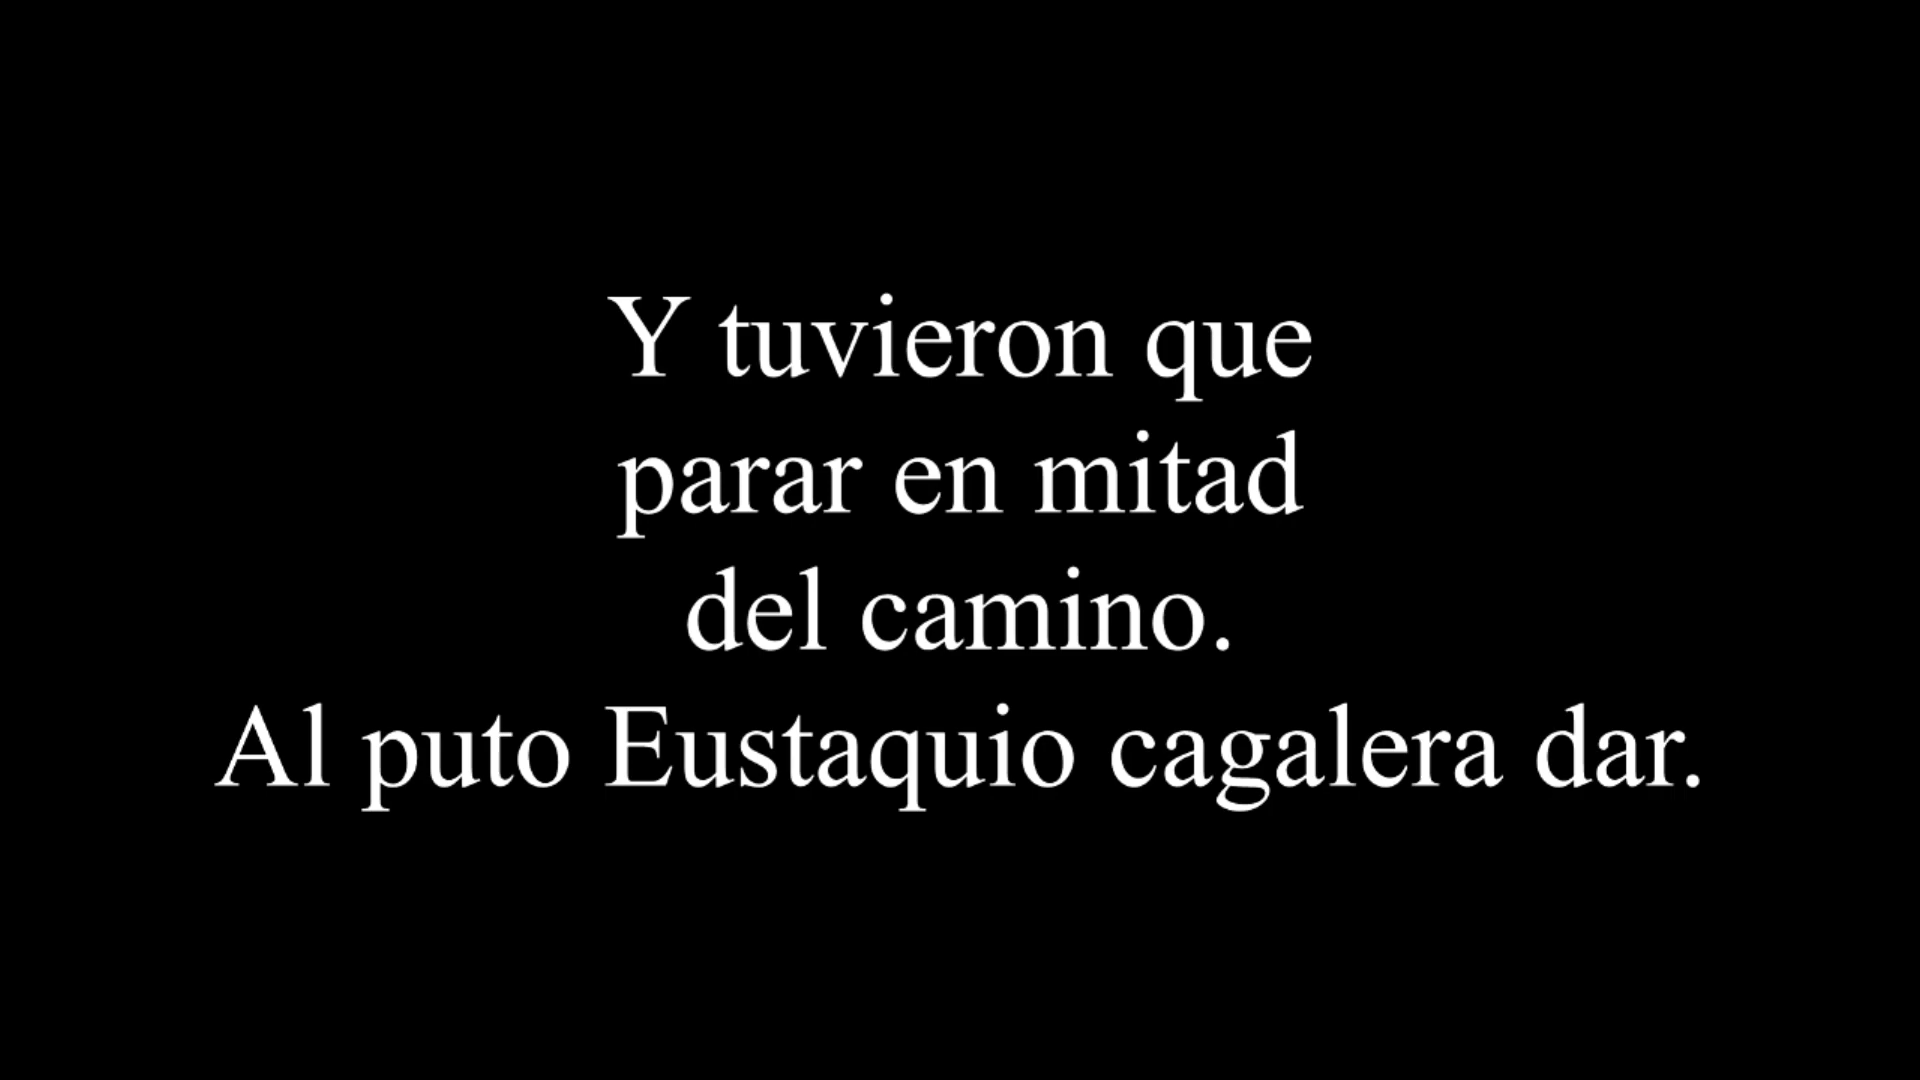 Y tuvieron que
parar en mitad
del camino.
Al puto Eustaquio cagalera dar.